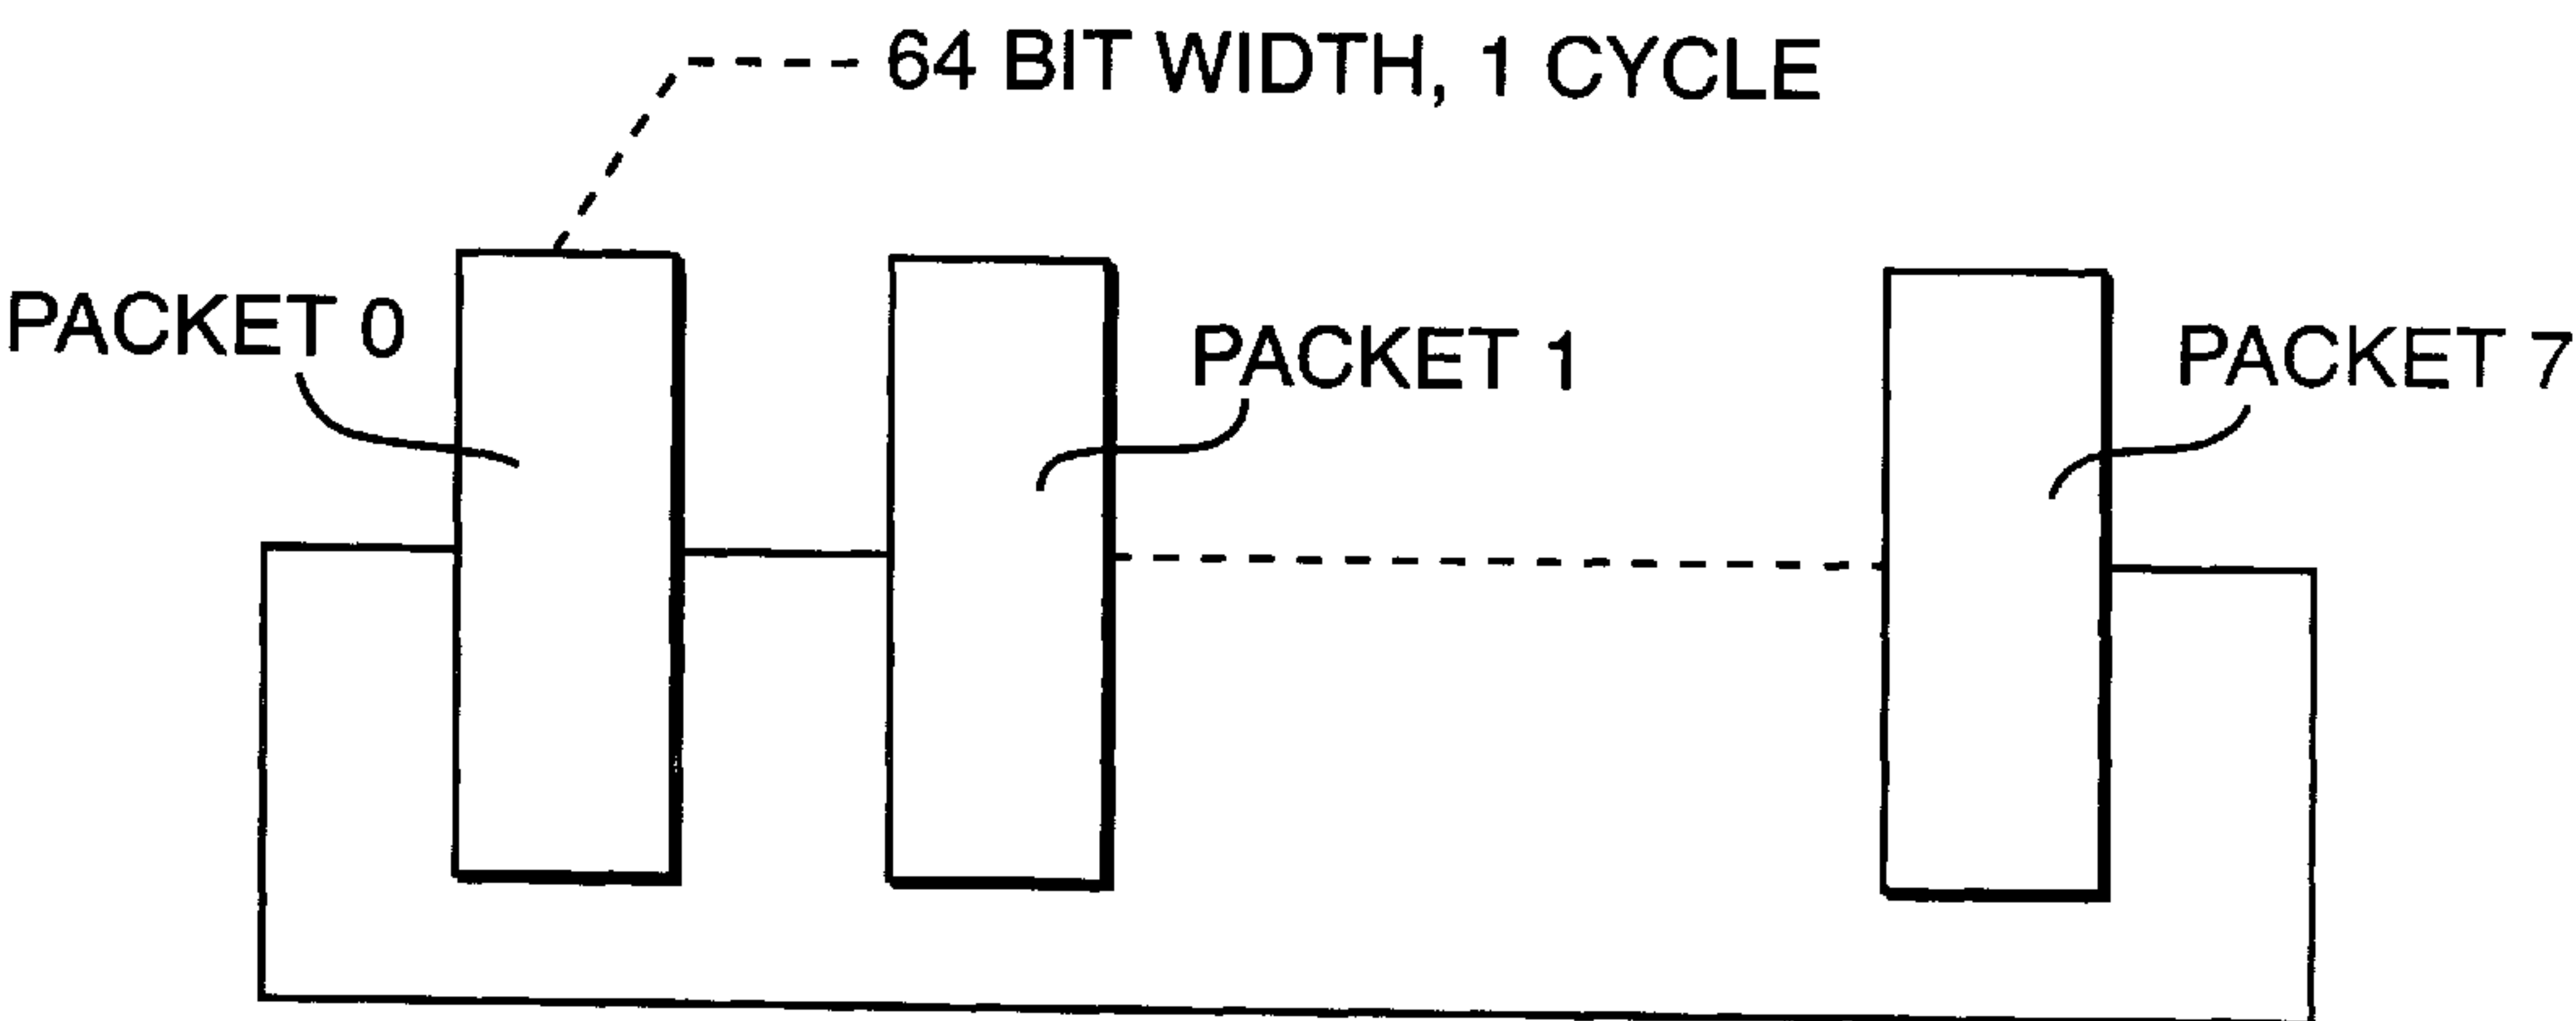 64 BIT WIDTH, 1 CYCLE
PACKET 0
PACKET 1
PACKET 7